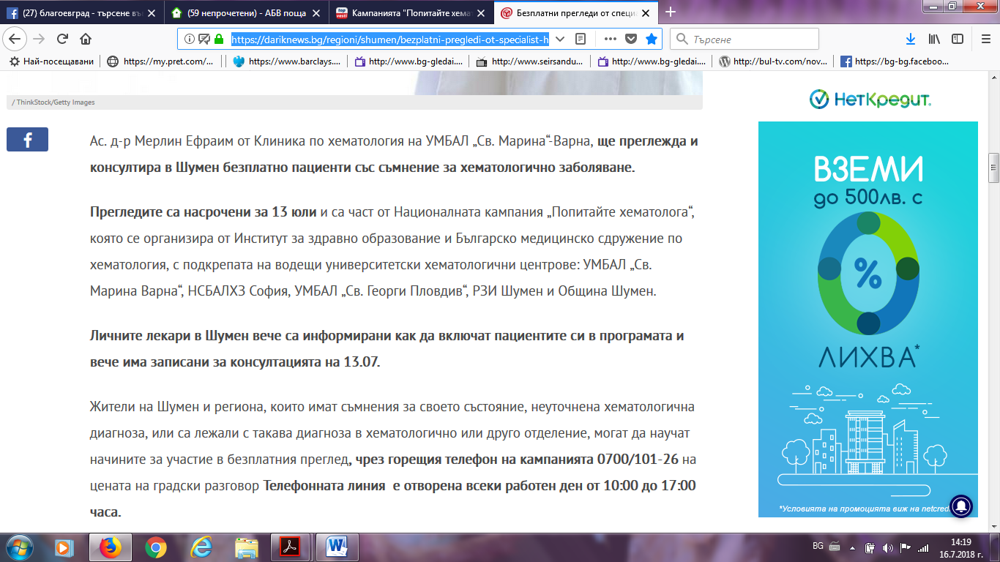 (27) благоевград - търсене въ
(59 непрочетени) - АБВ поща
Кампанията "Попитайте хемат
Безплатни прегледи от специа
https://dariknews.bg/regioni/shumen/bezplatni-pregledi-ot-specialist-h
Търсене
Най-посещавани
https://my.pret.com/...
https://www.barclays....
http://www.bg-gledai....
http://www.seirsandu...
http://www.bg-gledai....
http://bul-tv.com/nov...
https://bg-bg.faceboo...
/ ThinkStock/Getty Images
Ас. д-р Мерлин Ефраим от Клиника по хематология на УМБАЛ „Св. Марина“-Варна, ще преглежда и
консултира в Шумен безплатно пациенти със съмнение за хематологично заболяване.
Прегледите са насрочени за 13 юли и са част от Националната кампания „Попитайте хематолога“,
която се организира от Институт за здравно образование и Българско медицинско сдружение по
хематология, с подкрепата на водещи университетски хематологични центрове: УМБАЛ „Св.
Марина Варна“, НСБАЛХЗ София, УМБАЛ „Св. Георги Пловдив“, РЗИ Шумен и Община Шумен.
Личните лекари в Шумен вече са информирани как да включат пациентите си в програмата и
вече има записани за консултацията на 13.07.
Жители на Шумен и региона, които имат съмнения за своето състояние, неуточнена хематологична
диагноза, или са лежали с такава диагноза в хематологично или друго отделение, могат да научат
начините за участие в безплатния преглед, чрез горещия телефон на кампанията 0700/101-26 на
цената на градски разговор Телефонната линия е отворена всеки работен ден от 10:00 до 17:00
часа.
НетКредит
ВЗЕМИ
до 500лв. с
%
ЛИХВА*
*Условията на промоцията виж на netcred
BG
14:19
16.7.2018 г.